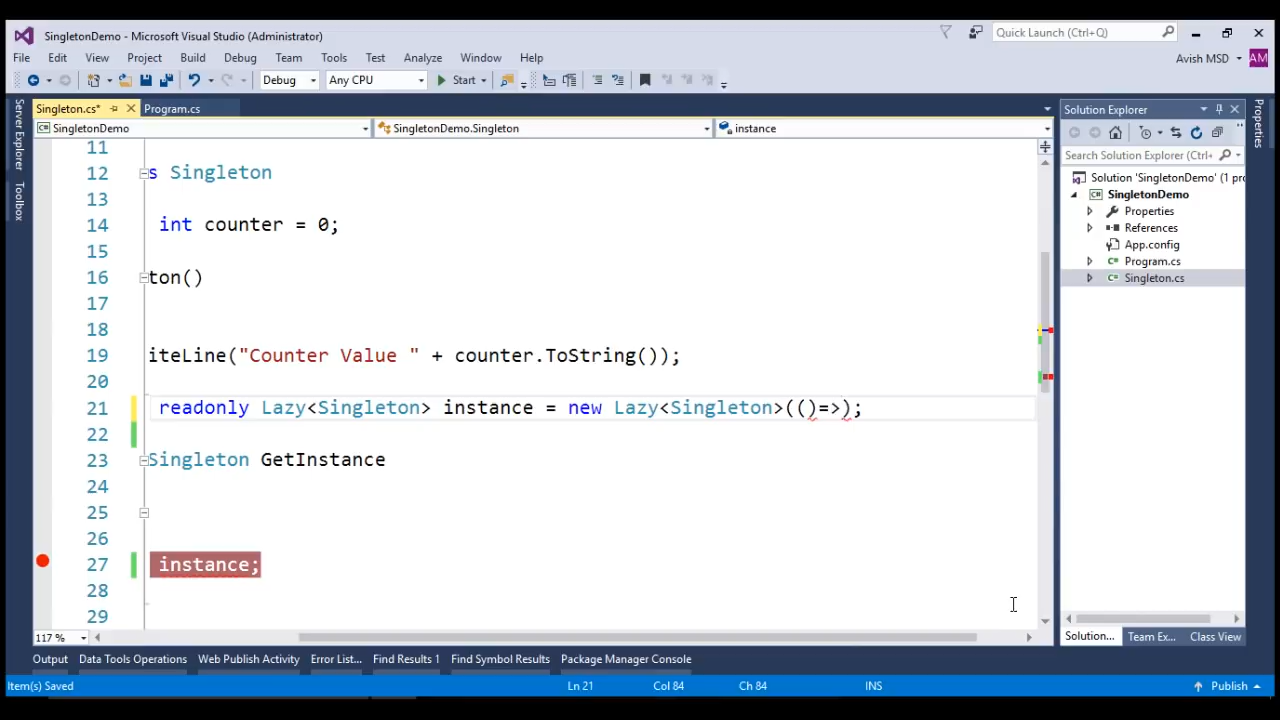 SingletonDemo - Microsoft Visual Studio (Administrator)
Quick Launch (Ctrl+Q)
File Edit View Project Build Debug Team Tools Test Analyze Window Help
Avish MSD AM
Debug Any CPU Start
Server Explorer
Toolbox
Singleton.cs* Program.cs
SingletonDemo SingletonDemo.Singleton instance
11
12 s Singleton
13
14 int counter = 0;
15
16 ton()
17
18
19 iteLine("Counter Value " + counter.ToString());
20
21 readonly Lazy<Singleton> instance = new Lazy<Singleton>(()=>);
22
23 Singleton GetInstance
24
25
26
27 instance;
28
29
117 %
Solution Explorer
Search Solution Explorer (Ctrl+
Solution 'SingletonDemo' (1 pro
SingletonDemo
Properties
References
App.config
Program.cs
Singleton.cs
Solution... Team Ex... Class View
Properties
Output Data Tools Operations Web Publish Activity Error List... Find Results 1 Find Symbol Results Package Manager Console
Item(s) Saved Ln 21 Col 84 Ch 84 INS Publish